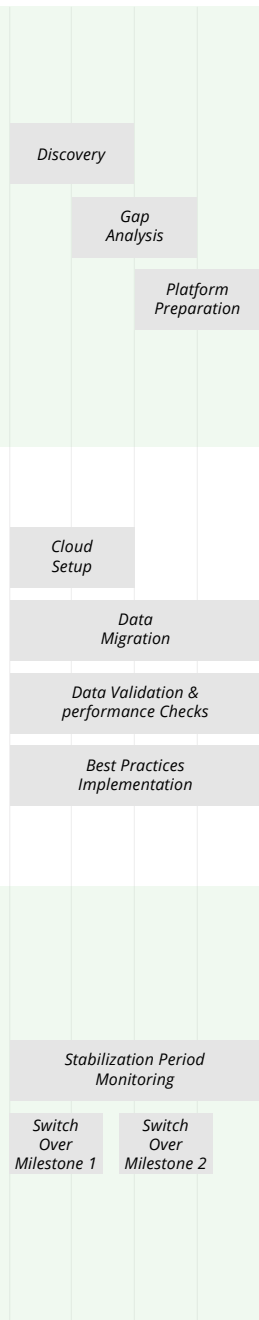 Discovery
Gap
Analysis
Platform
Preparation
Cloud
Setup
Data
Migration
Data Validation &
performance Checks
Best Practices
Implementation
Stabilization Period
Monitoring
Switch
Over
Milestone 1
Switch
Over
Milestone 2